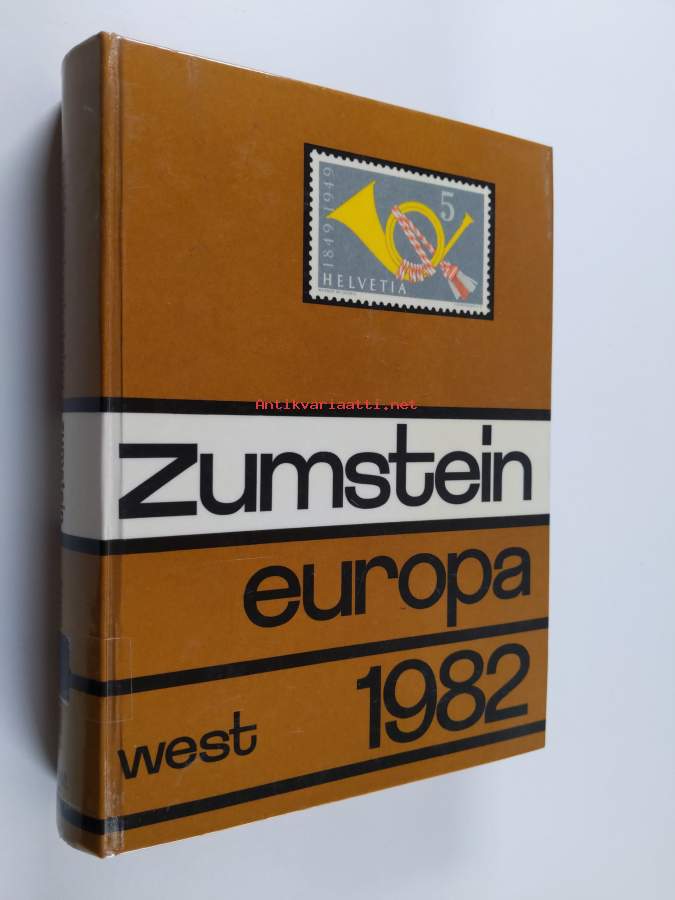 1849-1949
5
HELVETIA
Antikvariaatti.net
zumstein
europa
1982
west